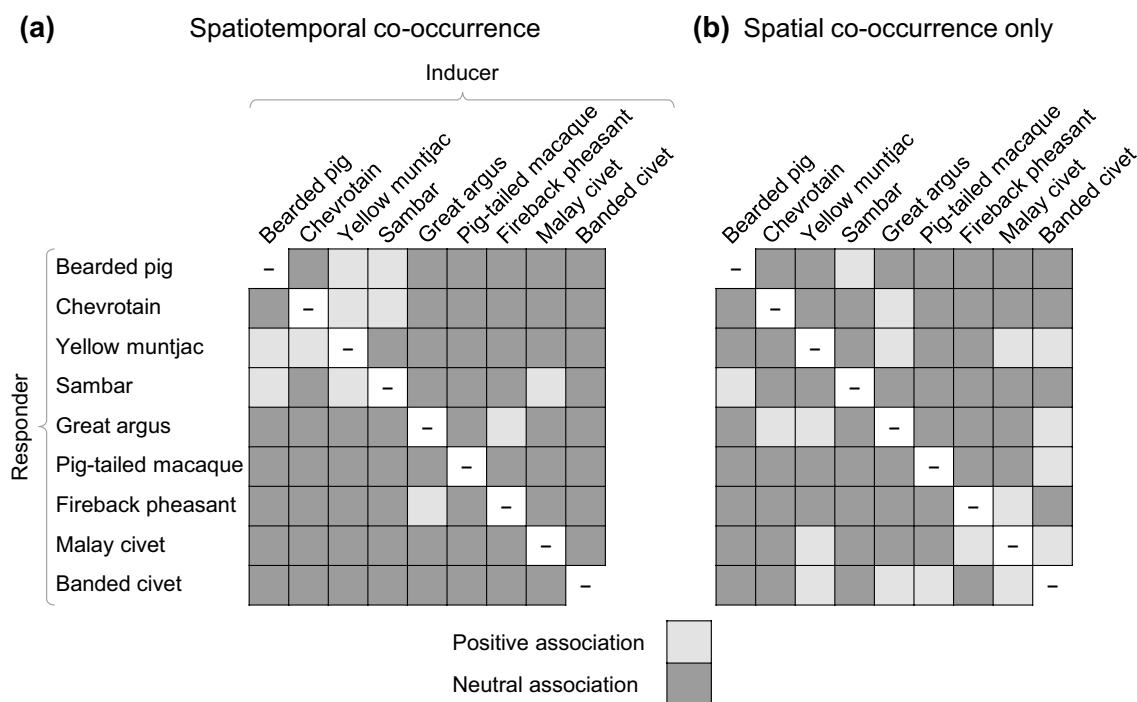 (a) Spatiotemporal co-occurrence
(b) Spatial co-occurrence only
Inducer
Bearded pig
Chevrotain
Yellow muntjac
Sambar
Great argus
Pig-tailed macaque
Fireback pheasant
Malay civet
Banded civet
Bearded pig
Chevrotain
Yellow muntjac
Sambar
Great argus
Pig-tailed macaque
Fireback pheasant
Malay civet
Banded civet
Responder
Bearded pig – –
Chevrotain – –
Yellow muntjac – –
Sambar – –
Great argus – –
Pig-tailed macaque – –
Fireback pheasant – –
Malay civet – –
Banded civet – –
Positive association
Neutral association